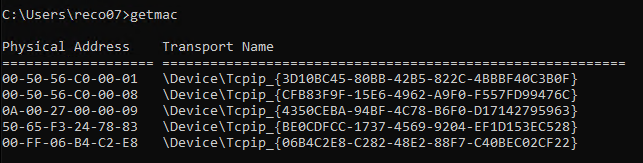 C:\Users\reco07>getmac
Physical Address    Transport Name
=================== ==========================================================
00-50-56-C0-00-01   \Device\Tcpip_{3D10BC45-80BB-42B5-822C-4BBBF40C3B0F}
00-50-56-C0-00-08   \Device\Tcpip_{CFB83F9F-15E6-4962-A9F0-F557FD99476C}
0A-00-27-00-00-09   \Device\Tcpip_{4350CEBA-94BF-4C78-B6F0-D17142795963}
50-65-F3-24-78-83   \Device\Tcpip_{BE0CDFCC-1737-4569-9204-EF1D153EC528}
00-FF-06-B4-C2-E8   \Device\Tcpip_{06B4C2E8-C282-48E2-88F7-C40BEC02CF22}